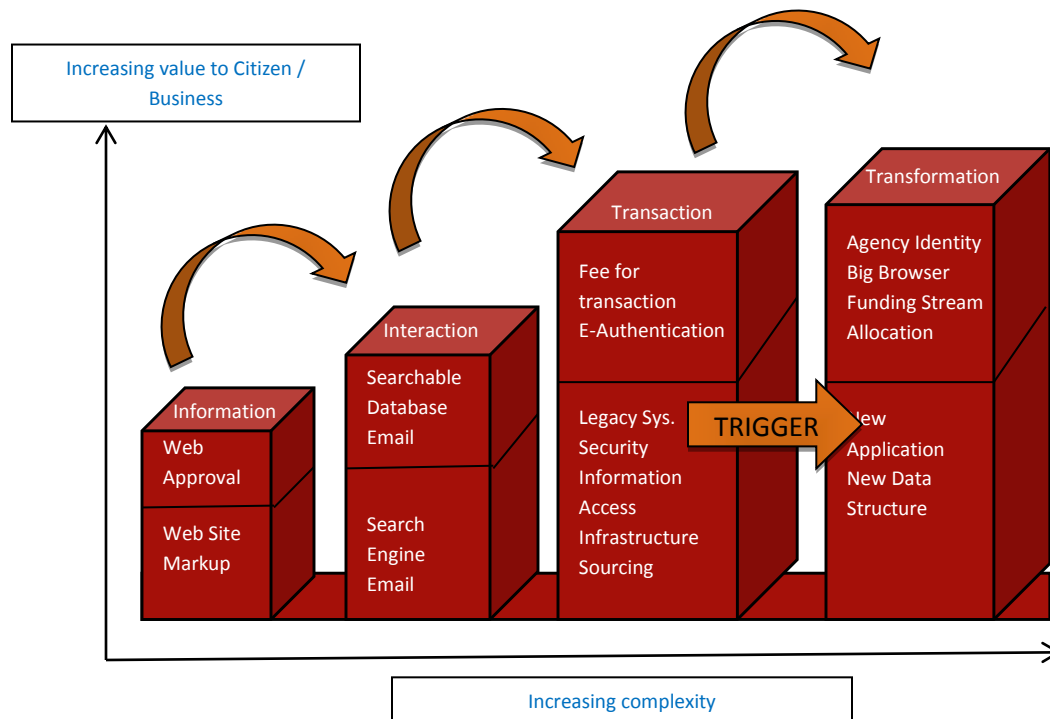 Increasing value to Citizen /
Business
Information
Web
Approval
Web Site
Markup
Interaction
Searchable
Database
Email
Search
Engine
Email
Transaction
Fee for
transaction
E-Authentication
Legacy Sys.
Security
Information
Access
Infrastructure
Sourcing
TRIGGER
Transformation
Agency Identity
Big Browser
Funding Stream
Allocation
New
Application
New Data
Structure
Increasing complexity